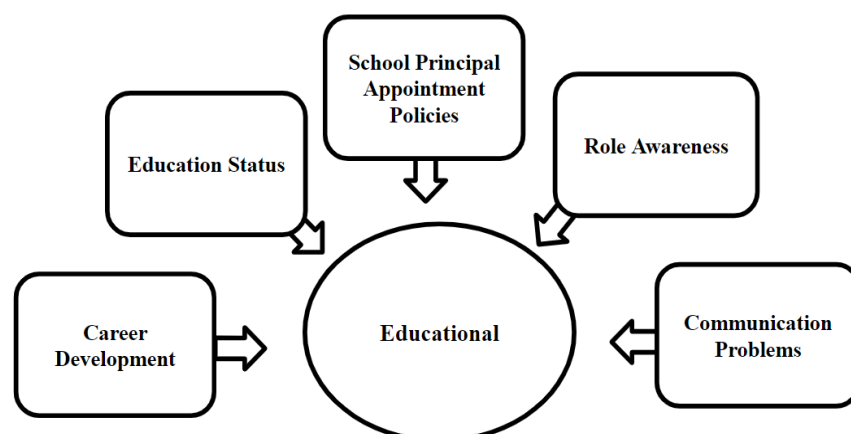 School Principal
Appointment
Policies
Education Status
Role Awareness
Career
Development
Educational
Communication
Problems